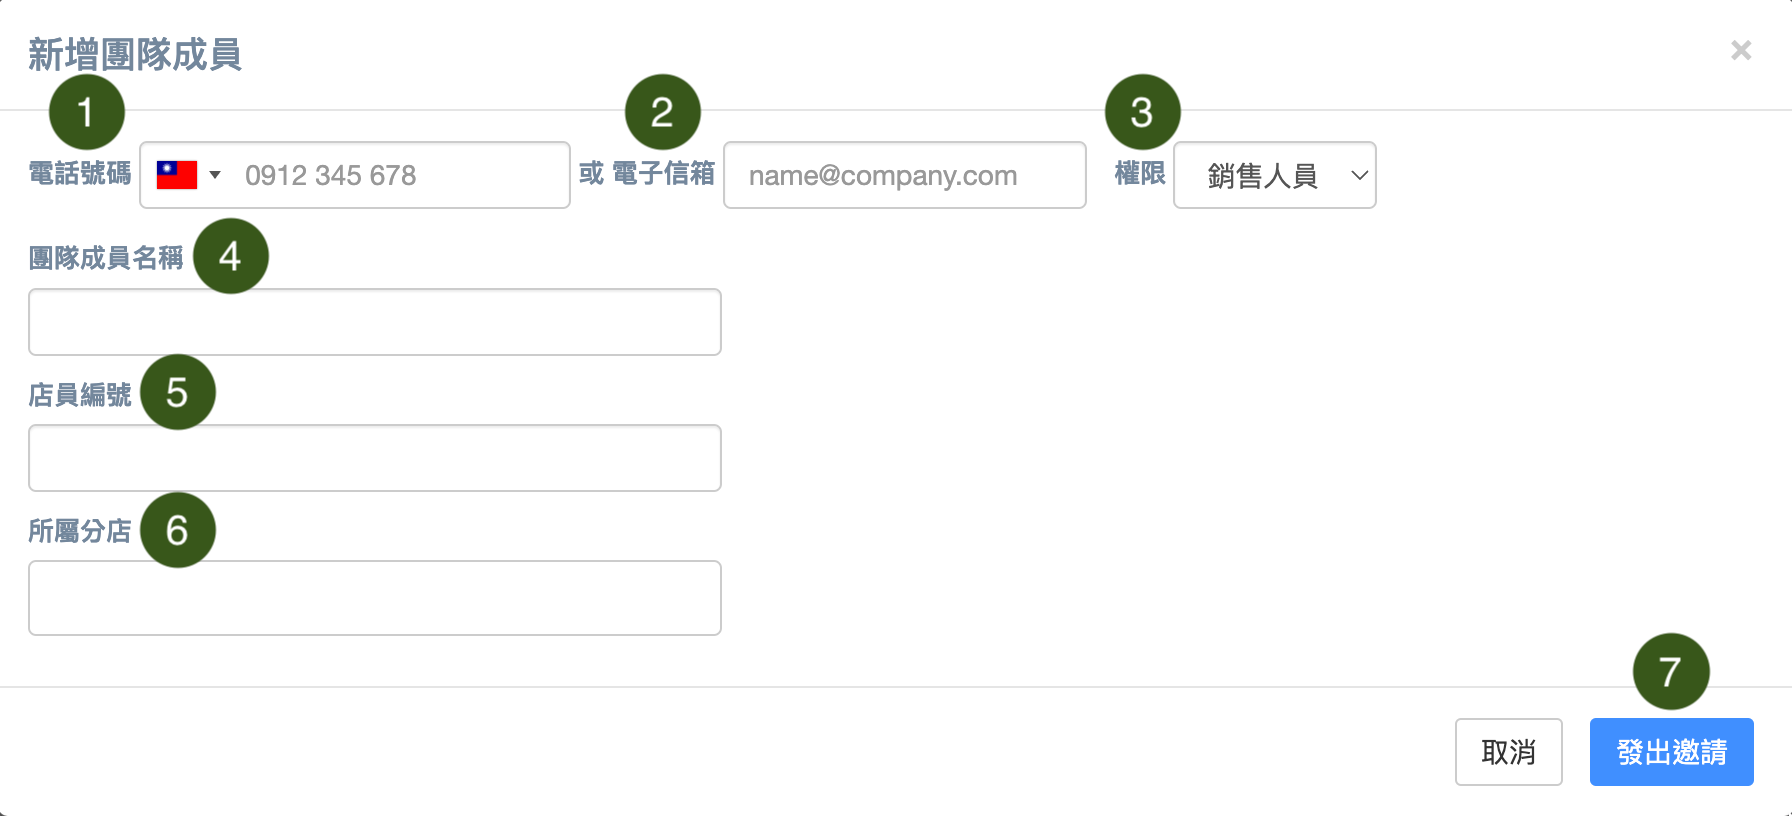 新增團隊成員 ×
1 2 3
電話號碼 0912 345 678 或 電子信箱 name@company.com 權限 銷售人員
團隊成員名稱 4
店員編號 5
所屬分店 6
7
取消 發出邀請